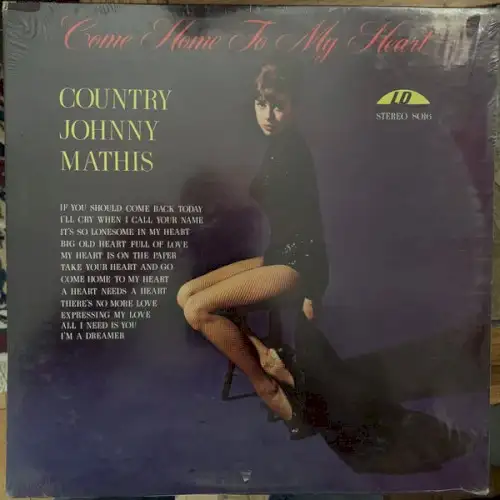 Come Home To My Heart
COUNTRY
JOHNNY
MATHIS
10
STEREO 8016
IF YOU SHOULD COME BACK TODAY
I'LL CRY WHEN I CALL YOUR NAME
IT'S SO LONESOME IN MY HEART
BIG OLD HEART FULL OF LOVE
MY HEART IS ON THE PAPER
TAKE YOUR HEART AND GO
COME HOME TO MY HEART
A HEART NEEDS A HEART
THERE'S NO MORE LOVE
EXPRESSING MY LOVE
ALL I NEED IS YOU
I'M A DREAMER